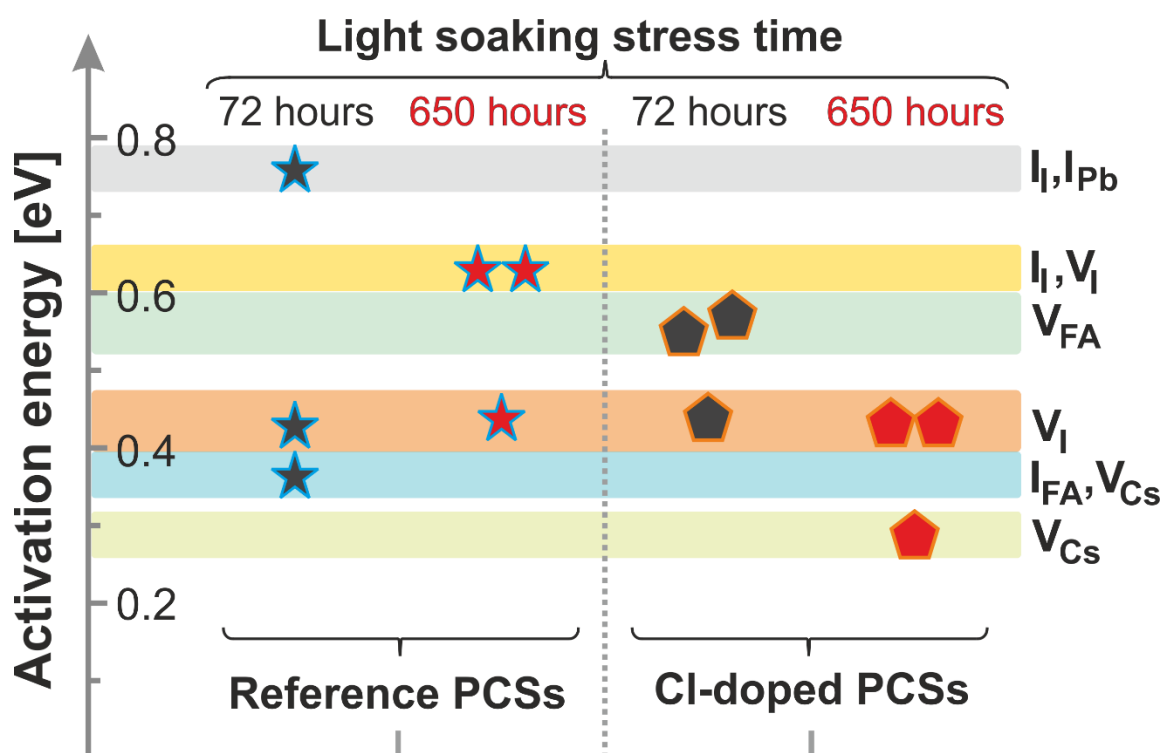 Light soaking stress time
72 hours 650 hours 72 hours 650 hours
Activation energy [eV]
0.8
0.6
0.4
0.2
I_I,I_Pb
I_I,V_I
V_FA
V_I
I_FA,V_Cs
V_Cs
Reference PCSs Cl-doped PCSs